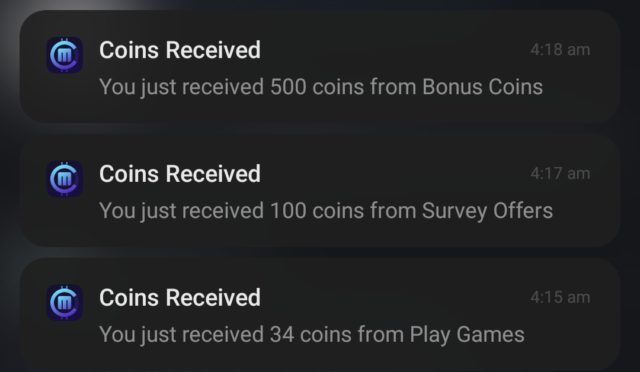 Coins Received 4:18 am
You just received 500 coins from Bonus Coins
Coins Received 4:17 am
You just received 100 coins from Survey Offers
Coins Received 4:15 am
You just received 34 coins from Play Games